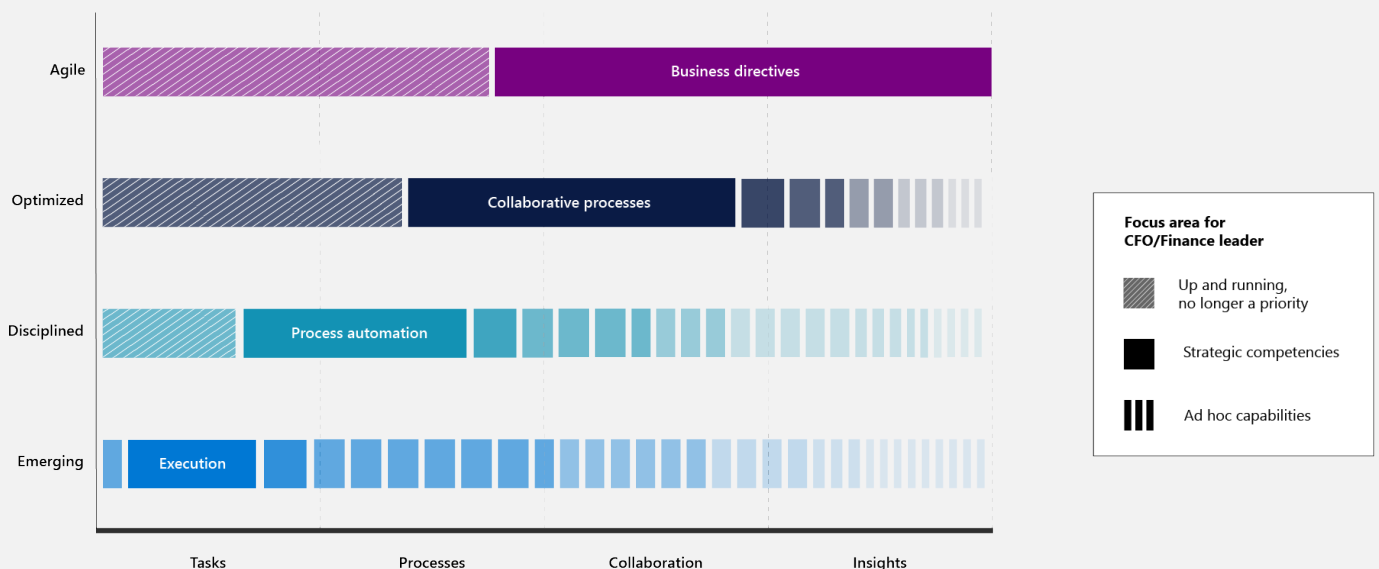 Agile
Business directives
Optimized
Collaborative processes
Disciplined
Process automation
Emerging
Execution
Tasks
Processes
Collaboration
Insights
Focus area for
CFO/Finance leader
Up and running,
no longer a priority
Strategic competencies
Ad hoc capabilities